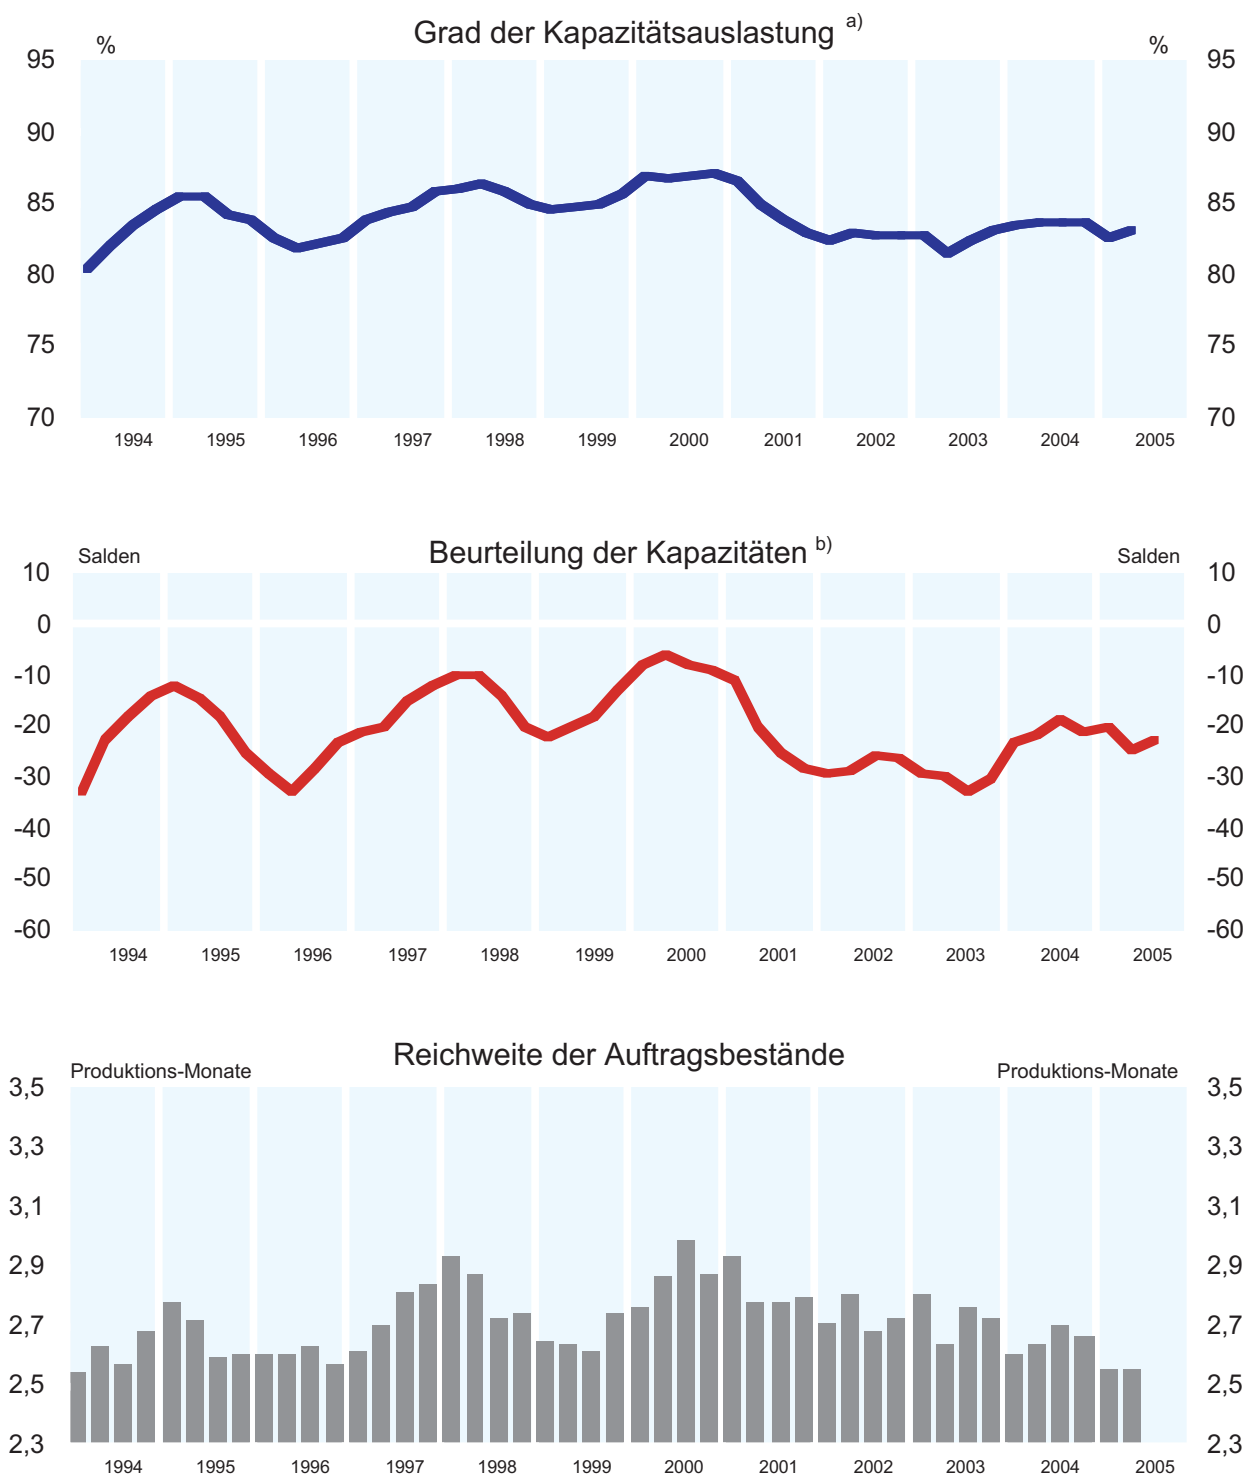 Grad der Kapazitätsauslastung a)
% %
95 95
90 90
85 85
80 80
75 75
70 70
1994 1995 1996 1997 1998 1999 2000 2001 2002 2003 2004 2005
Beurteilung der Kapazitäten b)
Salden Salden
10 10
0 0
-10 -10
-20 -20
-30 -30
-40 -40
-50 -50
-60 -60
1994 1995 1996 1997 1998 1999 2000 2001 2002 2003 2004 2005
Reichweite der Auftragsbestände
Produktions-Monate Produktions-Monate
3,5 3,5
3,3 3,3
3,1 3,1
2,9 2,9
2,7 2,7
2,5 2,5
2,3 2,3
1994 1995 1996 1997 1998 1999 2000 2001 2002 2003 2004 2005